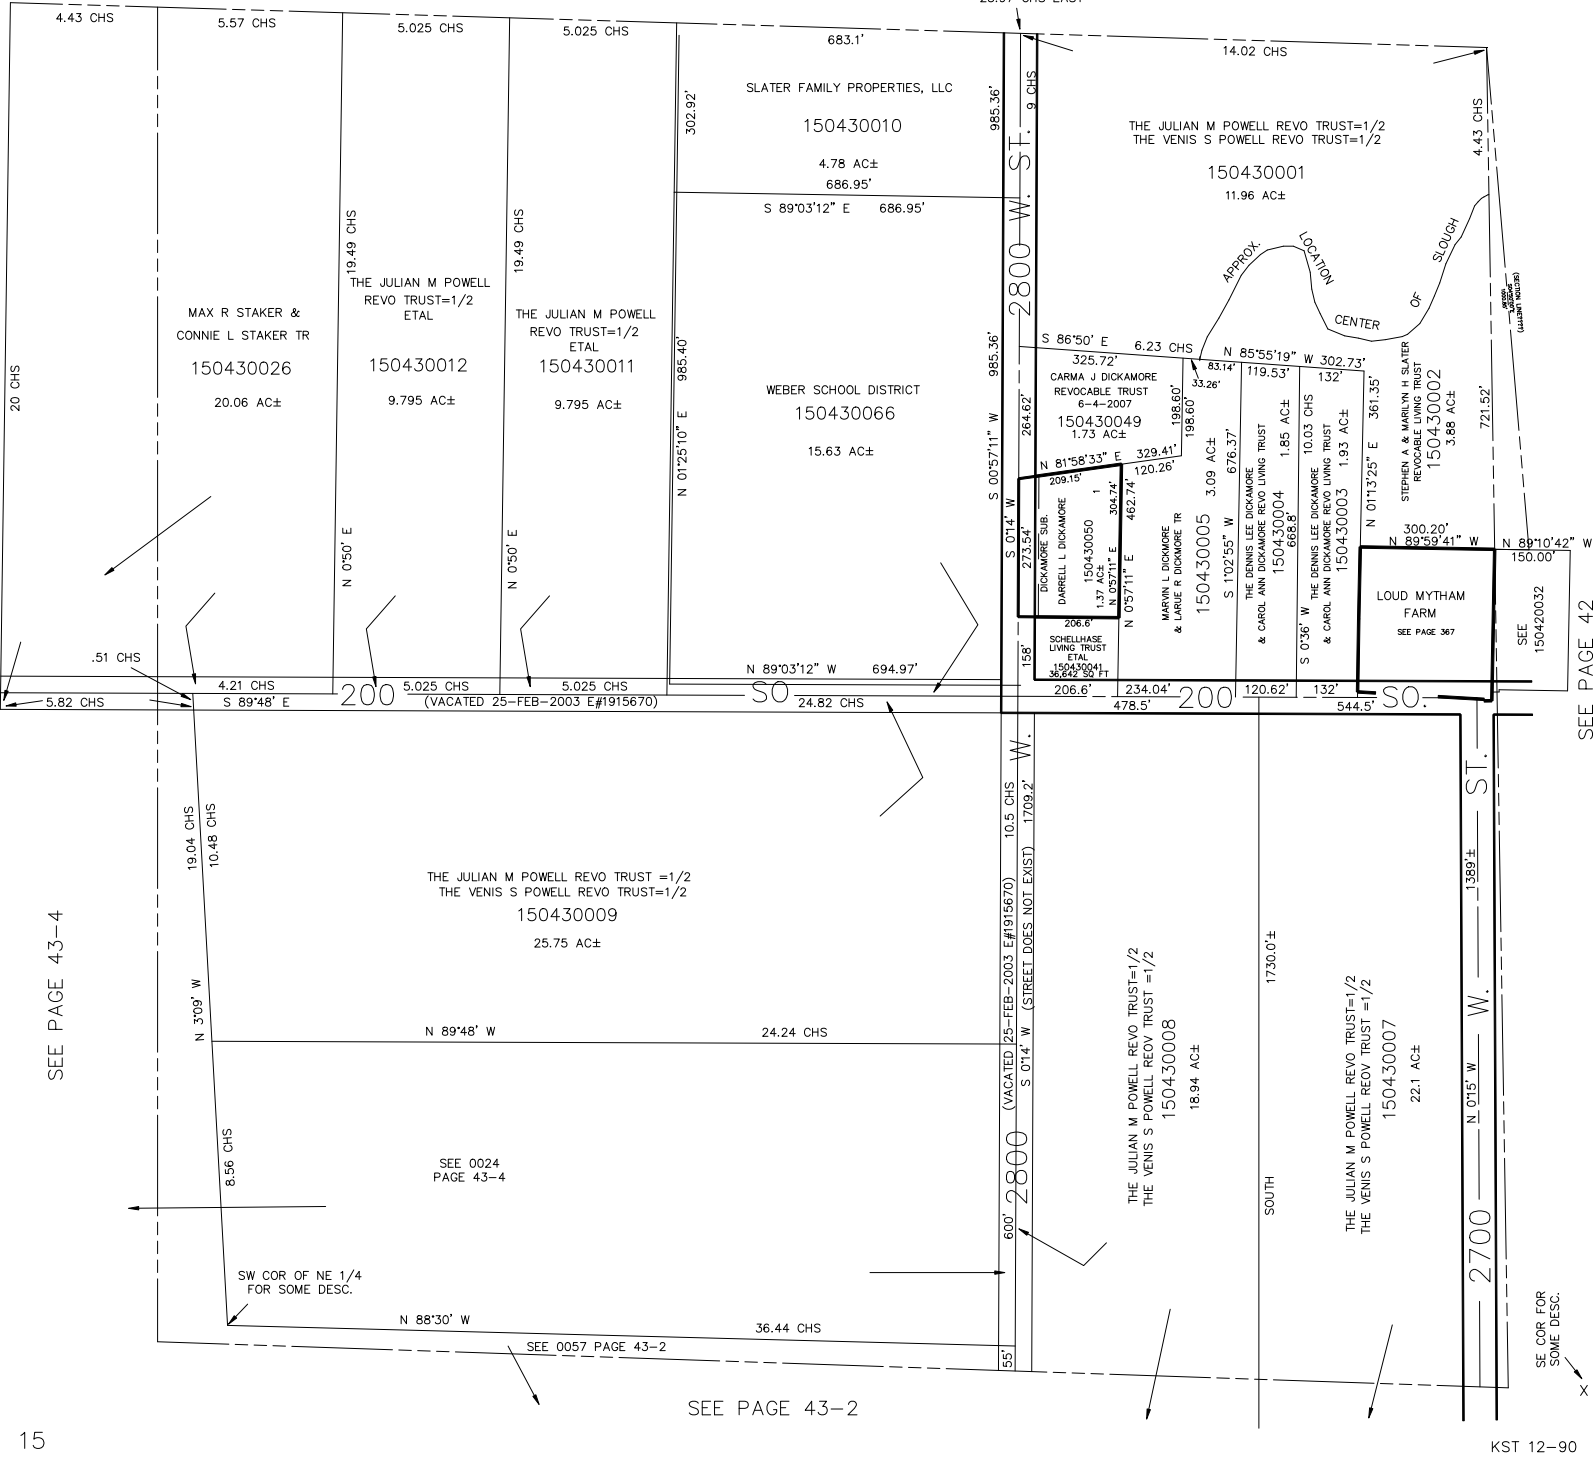 4.43 CHS
5.57 CHS
5.025 CHS
5.025 CHS
683.1'
14.02 CHS
SLATER FAMILY PROPERTIES, LLC
150430010
4.78 AC±
686.95'
S 89°03'12" E 686.95'
302.92'
985.36'
9 CHS
2800 W. ST.
THE JULIAN M POWELL REVO TRUST=1/2
THE VENIS S POWELL REVO TRUST=1/2
150430001
11.96 AC±
4.43 CHS
APPROX.
LOCATION
CENTER
OF
SLOUGH
(SECTION LINE????)
20 CHS
MAX R STAKER &
CONNIE L STAKER TR
150430026
20.06 AC±
19.49 CHS
THE JULIAN M POWELL
REVO TRUST=1/2
ETAL
150430012
9.795 AC±
N 0°50' E
19.49 CHS
THE JULIAN M POWELL
REVO TRUST=1/2
ETAL
150430011
9.795 AC±
N 0°50' E
985.40'
N 01°25'10" E
WEBER SCHOOL DISTRICT
150430066
15.63 AC±
985.36'
S 00°57'11" W
S 86°50' E
6.23 CHS
325.72'
CARMA J DICKAMORE
REVOCABLE TRUST
6-4-2007
150430049
1.73 AC±
264.62'
198.60'
198.60'
N 81°58'33" E 329.41'
120.26'
209.15'
S 0°14' W
273.54'
DICKAMORE SUB.
DARRELL L DICKAMORE
150430050
1
1.37 AC±
N 0°57'11" E
304.74'
462.74'
N 0°57'11" E
206.6'
SCHELLHASE
LIVING TRUST
ETAL
150430041
36,642 SQ FT
158'
N 85°55'19" W 302.73'
83.14'
33.26'
119.53'
132'
MARVIN L DICKMORE
& LARUE R DICKMORE TR
150430005
3.09 AC±
S 1°02'55" W 676.37'
THE DENNIS LEE DICKAMORE
& CAROL ANN DICKAMORE REVO LIVING TRUST
150430004
1.85 AC±
668.8'
S 0°36' W
10.03 CHS
THE DENNIS LEE DICKAMORE
& CAROL ANN DICKAMORE REVO LIVING TRUST
150430003
1.93 AC±
N 01°13'25" E 361.35'
STEPHEN A & MARILYN H SLATER
REVOCABLE LIVING TRUST
150430002
3.88 AC±
721.52'
300.20'
N 89°59'41" W
N 89°10'42" W
150.00'
LOUD MYTHAM
FARM
SEE PAGE 367
SEE
150420032
SEE PAGE 42
.51 CHS
4.21 CHS
5.025 CHS
5.025 CHS
N 89°03'12" W 694.97'
5.82 CHS
S 89°48' E
200 SO
(VACATED 25-FEB-2003 E#1915670)
24.82 CHS
206.6'
234.04'
120.62'
132'
200 SO.
478.5'
544.5'
19.04 CHS
10.48 CHS
N 3°09' W
8.56 CHS
THE JULIAN M POWELL REVO TRUST =1/2
THE VENIS S POWELL REVO TRUST=1/2
150430009
25.75 AC±
SEE PAGE 43-4
N 89°48' W
24.24 CHS
SEE 0024
PAGE 43-4
SW COR OF NE 1/4
FOR SOME DESC.
N 88°30' W
36.44 CHS
SEE 0057 PAGE 43-2
10.5 CHS
(VACATED 25-FEB-2003 E#1915670)
2800 W.
1709.2'
(STREET DOES NOT EXIST)
S 0°14' W
600'
55'
THE JULIAN M POWELL REVO TRUST=1/2
THE VENIS S POWELL REOV TRUST =1/2
150430008
18.94 AC±
1730.0'±
SOUTH
THE JULIAN M POWELL REVO TRUST=1/2
THE VENIS S POWELL REOV TRUST =1/2
150430007
22.1 AC±
1389'±
N 0°15' W
2700 W. ST.
SE COR FOR
SOME DESC.
X
SEE PAGE 43-2
15
KST 12-90